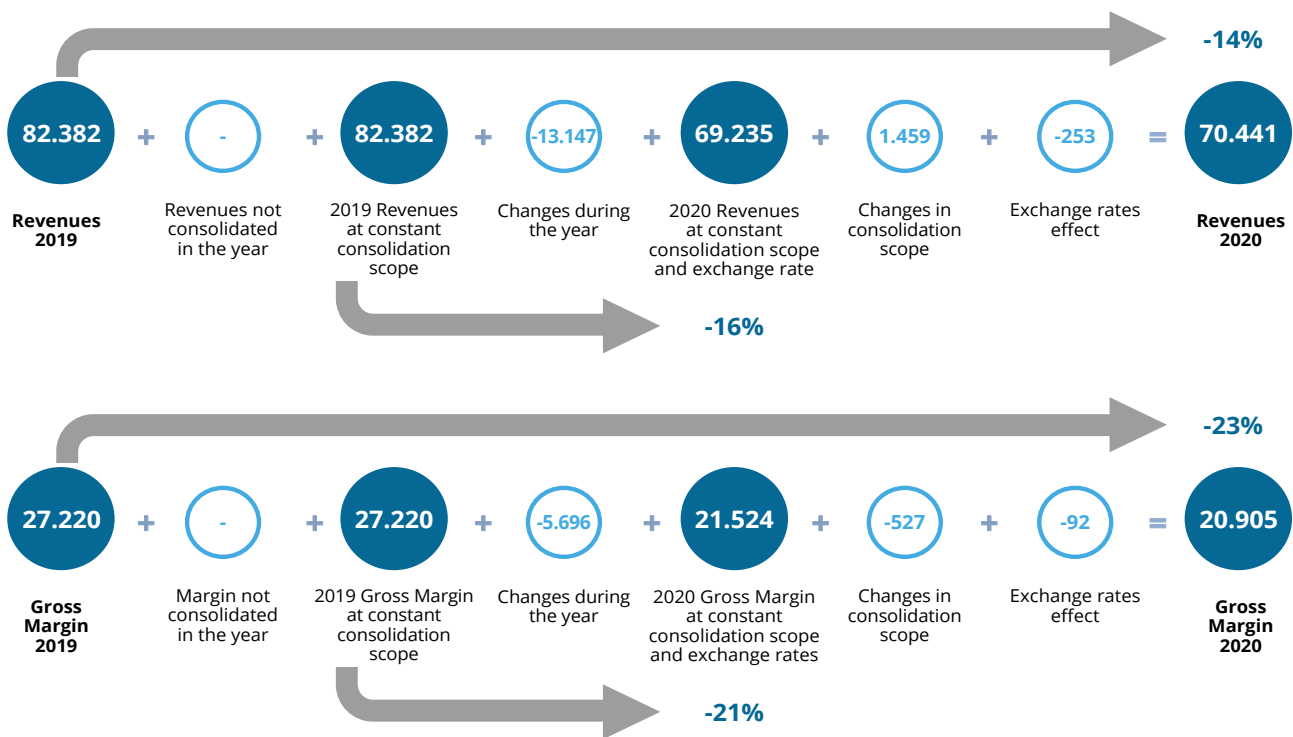 -14%
82.382 + - + 82.382 + -13.147 + 69.235 + 1.459 + -253 = 70.441
Revenues
2019
Revenues not
consolidated
in the year
2019 Revenues
at constant
consolidation
scope
Changes during
the year
2020 Revenues
at constant
consolidation scope
and exchange rate
Changes in
consolidation
scope
Exchange rates
effect
Revenues
2020
-16%
-23%
27.220 + - + 27.220 + -5.696 + 21.524 + -527 + -92 = 20.905
Gross
Margin
2019
Margin not
consolidated
in the year
2019 Gross Margin
at constant
consolidation
scope
Changes during
the year
2020 Gross Margin
at constant
consolidation scope
and exchange rates
Changes in
consolidation
scope
Exchange rates
effect
Gross
Margin
2020
-21%